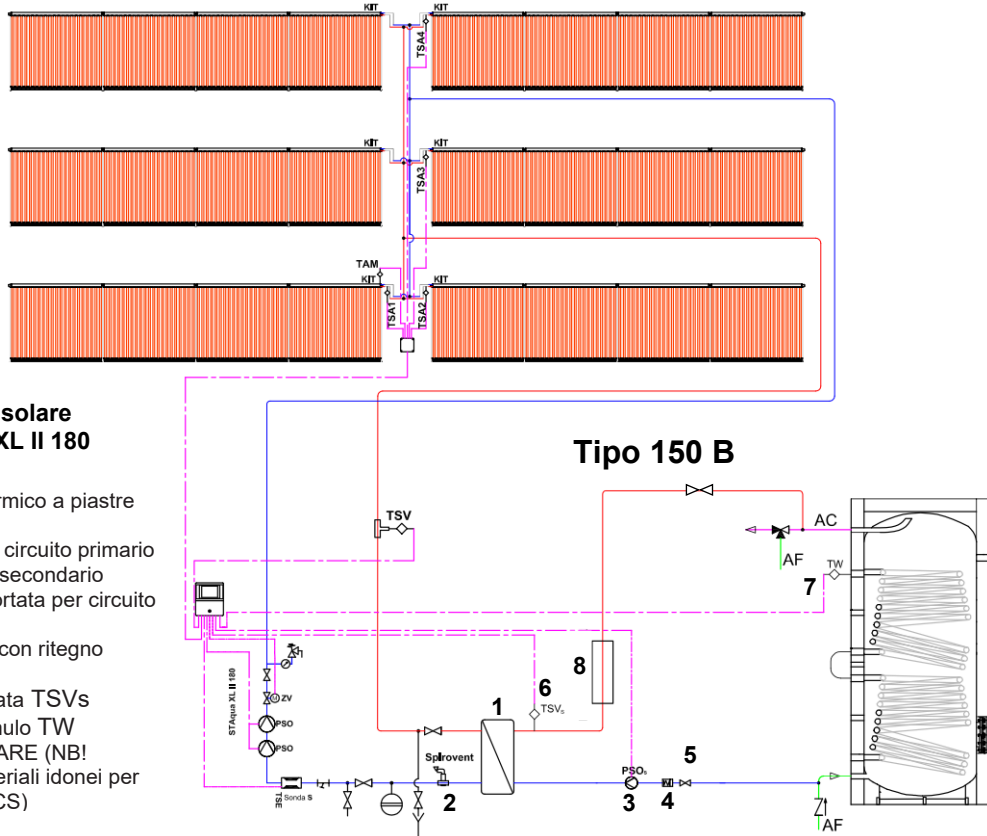 KIT
KIT
TSA4
KIT
KIT
TSA3
TAM
KIT
KIT
TSA1
TSA2
solare
XL II 180
Tipo 150 B
rmico a piastre
circuito primario
secondario
ortata per circuito
con ritegno
ata TSVs
nulo TW
ARE (NB!
eriali idonei per
CS)
TSV
AC
AF
TW
7
8
6
TSVs
1
STAqua XL II 180
M
ZV
PSO
PSO
TSE
Sonda S
Spirovent
2
PSOs
3
4
5
AF